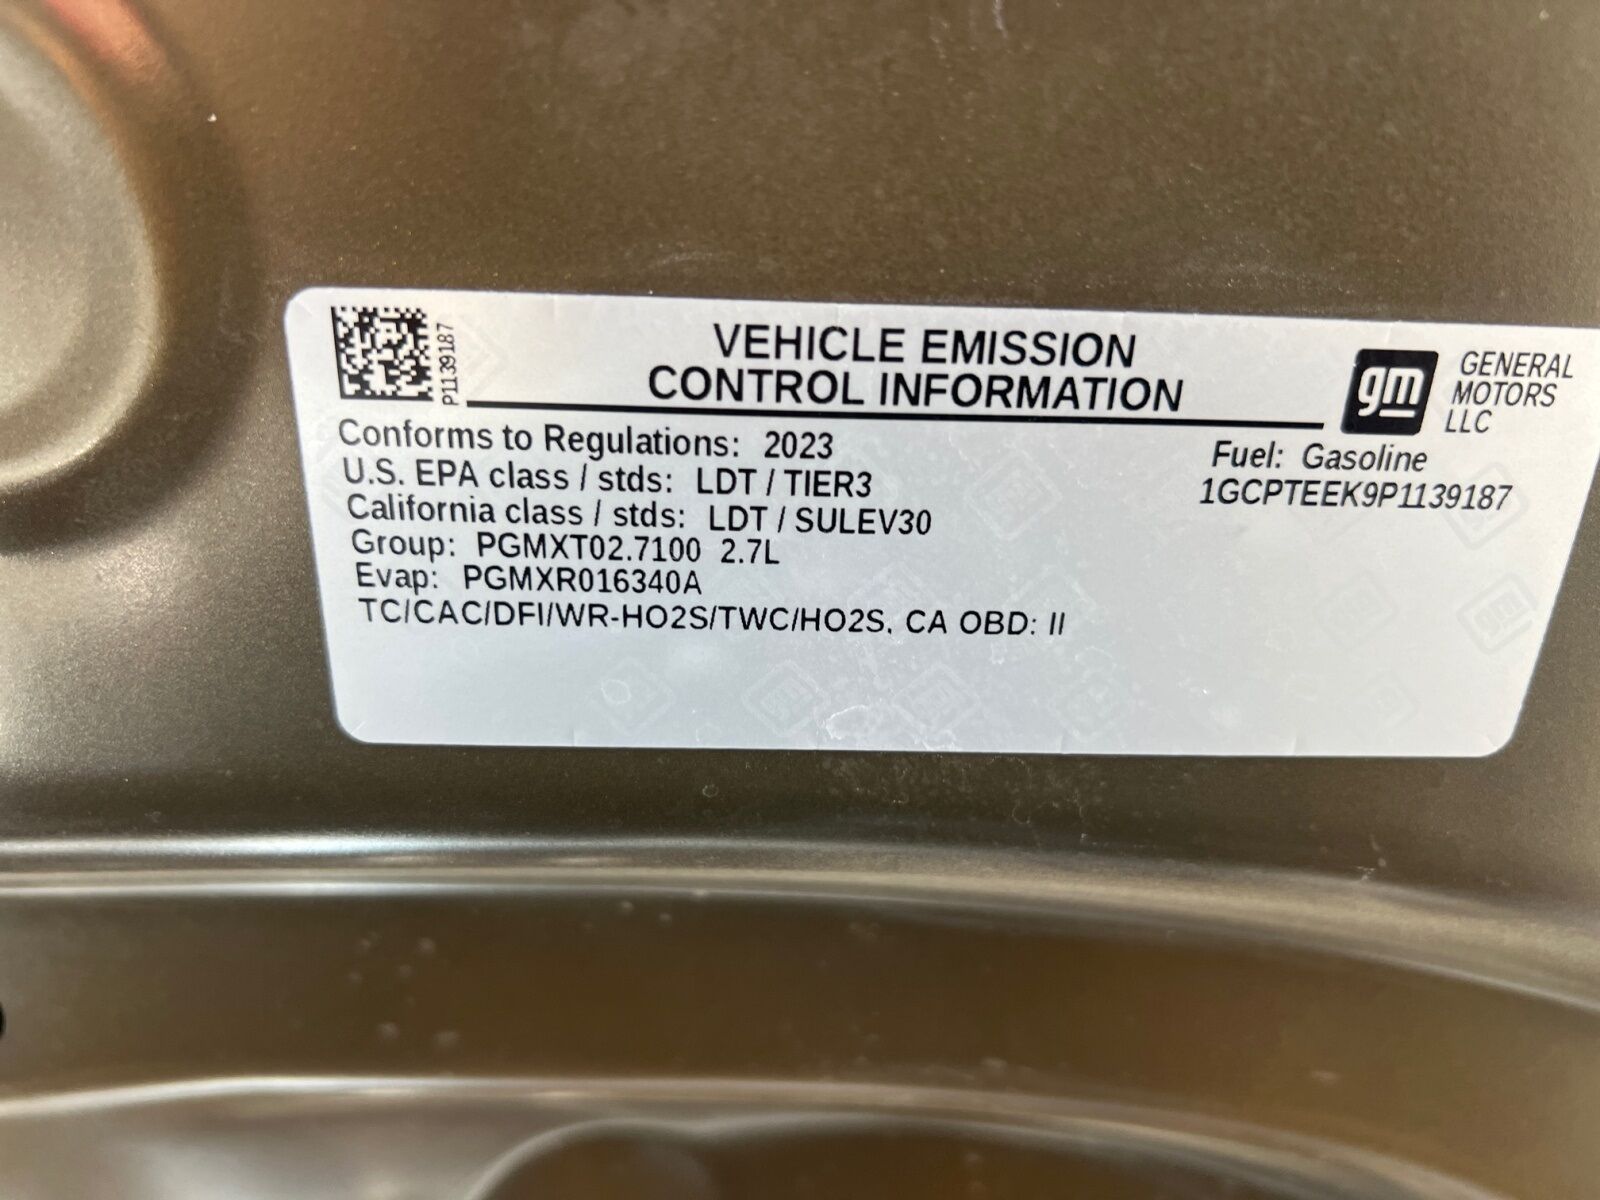 P1139187
VEHICLE EMISSION
CONTROL INFORMATION
gm
GENERAL
MOTORS
LLC
Conforms to Regulations: 2023
U.S. EPA class / stds: LDT / TIER3
California class / stds: LDT / SULEV30
Group: PGMXT02.7100 2.7L
Evap: PGMXR016340A
TC/CAC/DFI/WR-HO2S/TWC/HO2S, CA OBD: II
Fuel: Gasoline
1GCPTEEK9P1139187